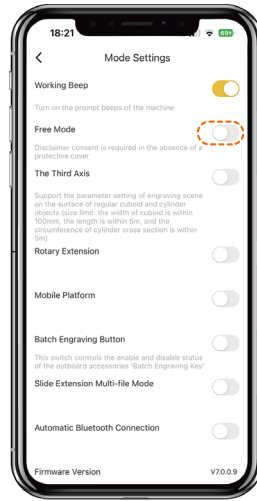 18:21
69+
Mode Settings
Working Beep
Turn on the prompt beeps of the machine
Free Mode
Disclaimer consent is required in the absence of a
protective cover
The Third Axis
Support the parameter setting of engraving scene
on the surface of regular cuboid and cylinder
objects (size limit: the width of cuboid is within
100mm, the length is within 5m, and the
circumference of cylinder cross section is within
5m)
Rotary Extension
Mobile Platform
Batch Engraving Button
This switch controls the enable and disable status
of the outboard accessories 'Batch Engraving Key'
Slide Extension Multi-file Mode
Automatic Bluetooth Connection
Firmware Version V7.0.0.9